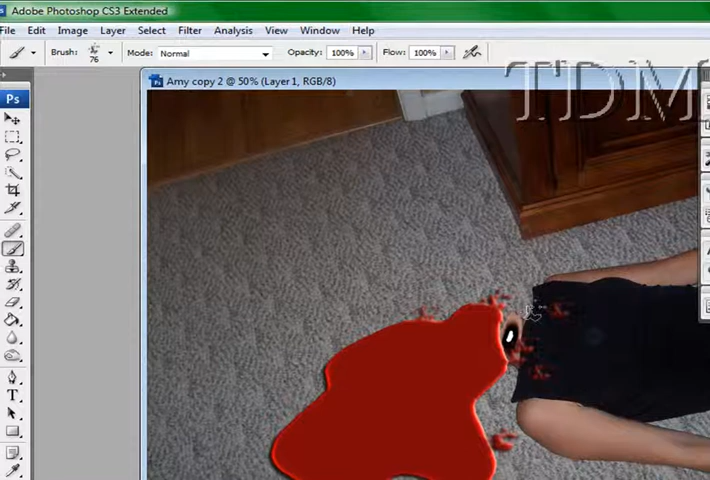 Adobe Photoshop CS3 Extended
File Edit Image Layer Select Filter Analysis View Window Help
Brush: 76 Mode: Normal Opacity: 100% Flow: 100%
Ps Amy copy 2 @ 50% (Layer 1, RGB/8)
TDM
Ps
T